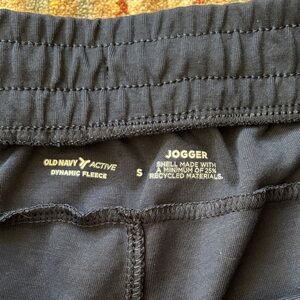 OLD NAVY ACTIVE
DYNAMIC FLEECE
S
JOGGER
SHELL MADE WITH
A MINIMUM OF 25%
RECYCLED MATERIALS.